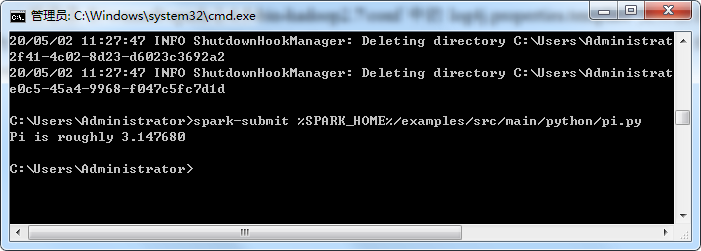 管理员: C:\Windows\system32\cmd.exe
20/05/02 11:27:47 INFO ShutdownHookManager: Deleting directory C:\Users\Administrat
2f41-4c02-8d23-d6023c3692a2
20/05/02 11:27:47 INFO ShutdownHookManager: Deleting directory C:\Users\Administrat
e0c5-45a4-9968-f047c5fc7d1d
C:\Users\Administrator>spark-submit %SPARK_HOME%/examples/src/main/python/pi.py
Pi is roughly 3.147680
C:\Users\Administrator>